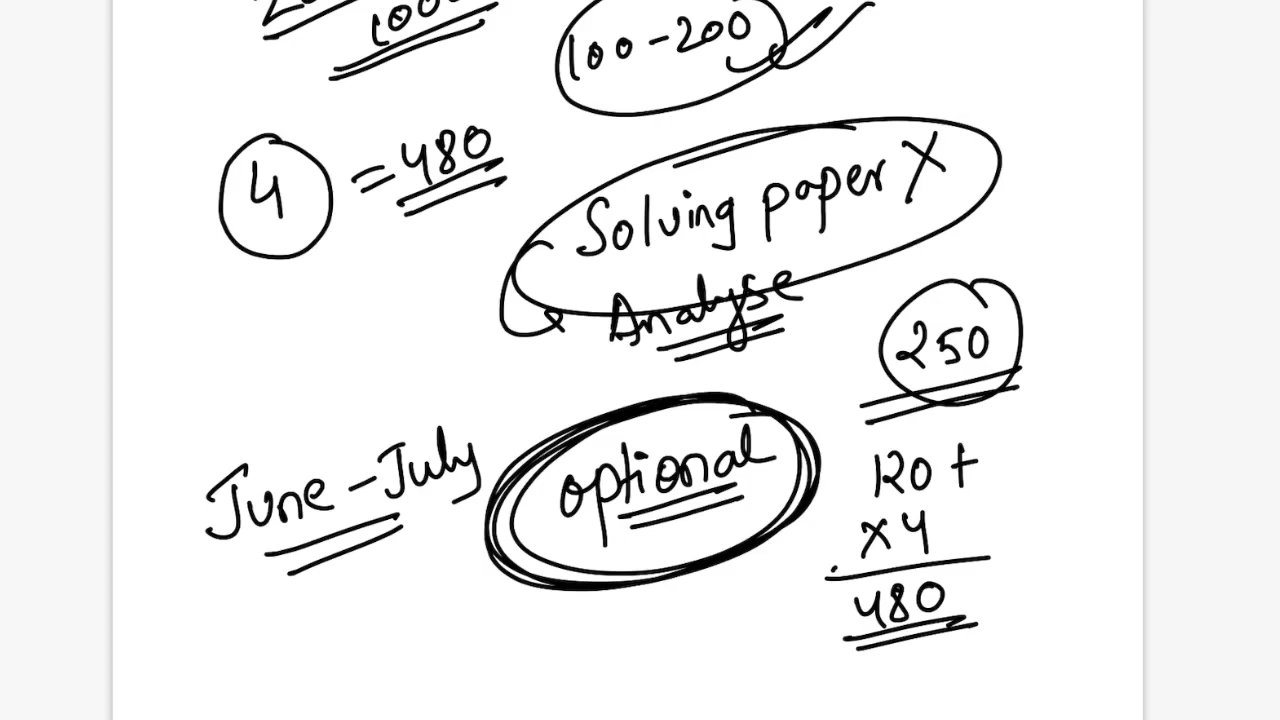 100-200
4 = 480
Solving paper X
Analyse
250
June-July
optional
120+
x4
480